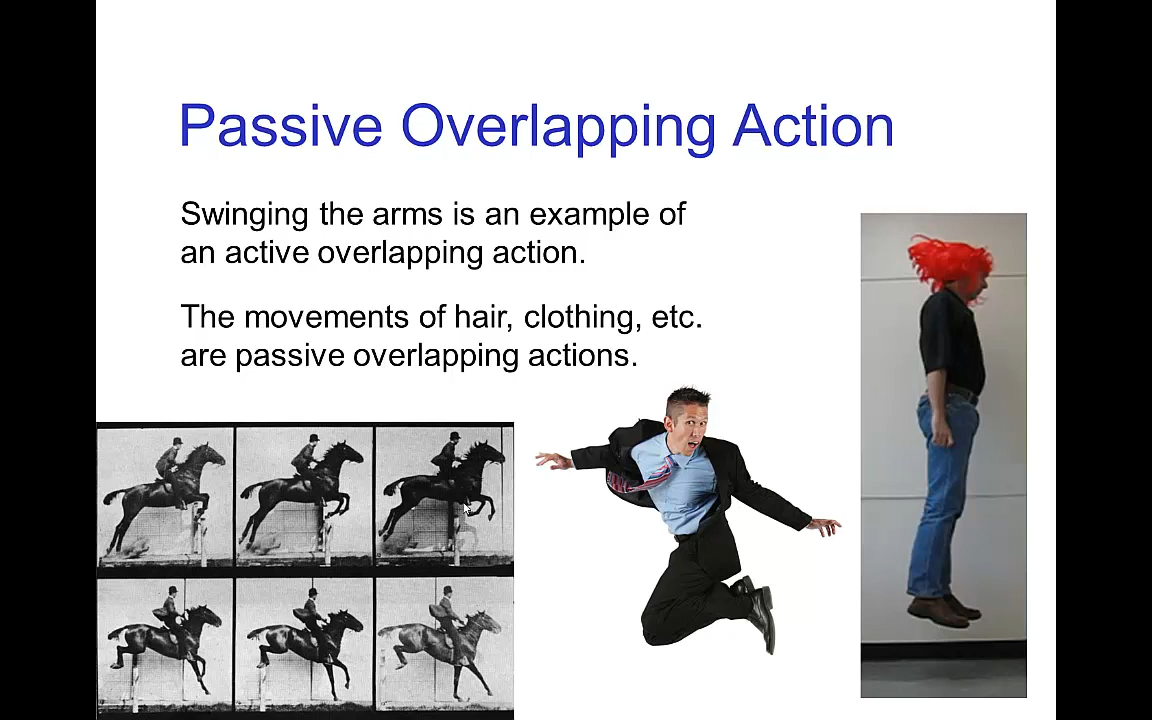 Passive Overlapping Action
Swinging the arms is an example of
an active overlapping action.
The movements of hair, clothing, etc.
are passive overlapping actions.